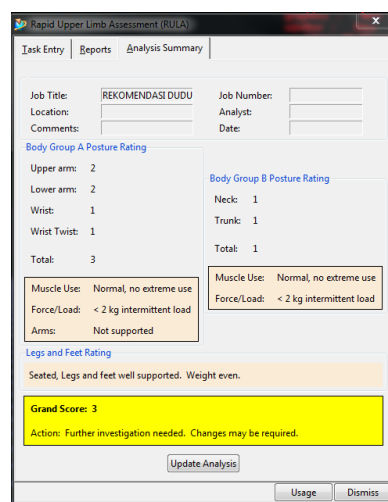 Rapid Upper Limb Assessment (RULA)
Task Entry Reports Analysis Summary
Job Title: REKOMENDASI DUDU Job Number:
Location: Analyst:
Comments: Date:
Body Group A Posture Rating
Upper arm: 2
Lower arm: 2
Wrist: 1
Wrist Twist: 1
Total: 3
Muscle Use: Normal, no extreme use
Force/Load: < 2 kg intermittent load
Arms: Not supported
Body Group B Posture Rating
Neck: 1
Trunk: 1
Total: 1
Muscle Use: Normal, no extreme use
Force/Load: < 2 kg intermittent load
Legs and Feet Rating
Seated, Legs and feet well supported. Weight even.
Grand Score: 3
Action: Further investigation needed. Changes may be required.
Update Analysis
Usage Dismiss